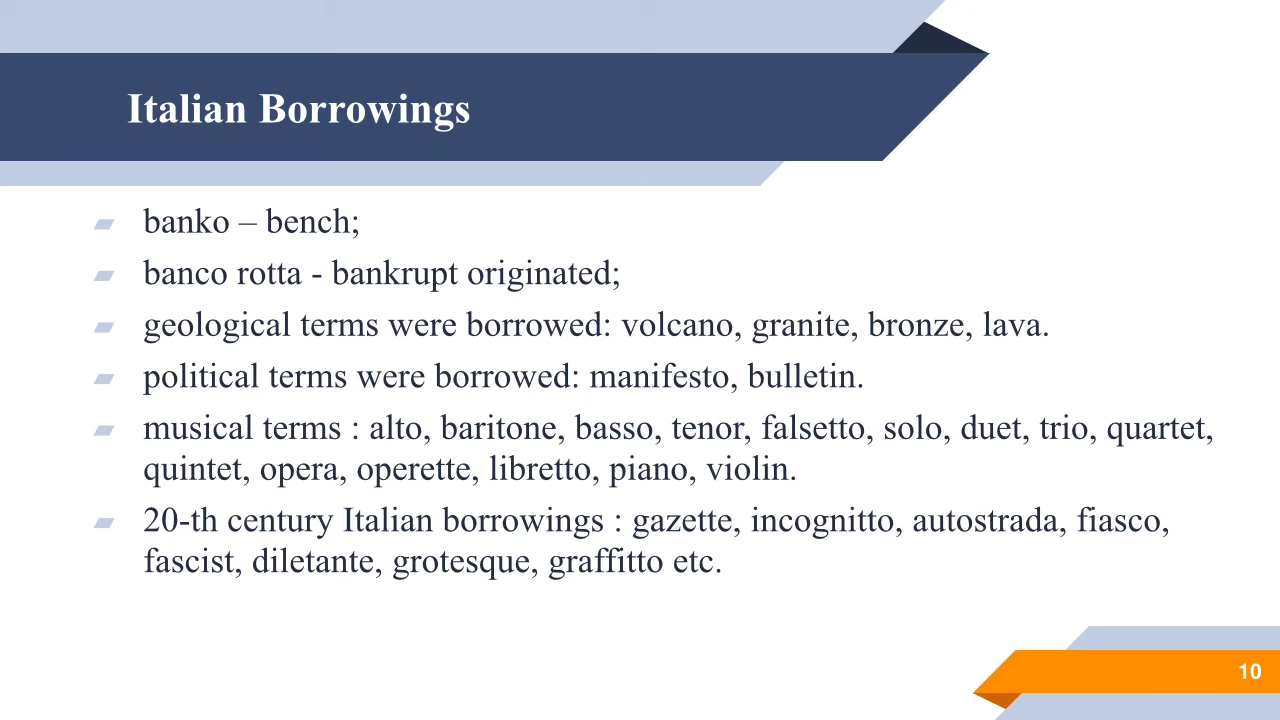 Italian Borrowings
banko – bench;
banco rotta - bankrupt originated;
geological terms were borrowed: volcano, granite, bronze, lava.
political terms were borrowed: manifesto, bulletin.
musical terms : alto, baritone, basso, tenor, falsetto, solo, duet, trio, quartet,
quintet, opera, operette, libretto, piano, violin.
20-th century Italian borrowings : gazette, incognitto, autostrada, fiasco,
fascist, diletante, grotesque, graffitto etc.
10